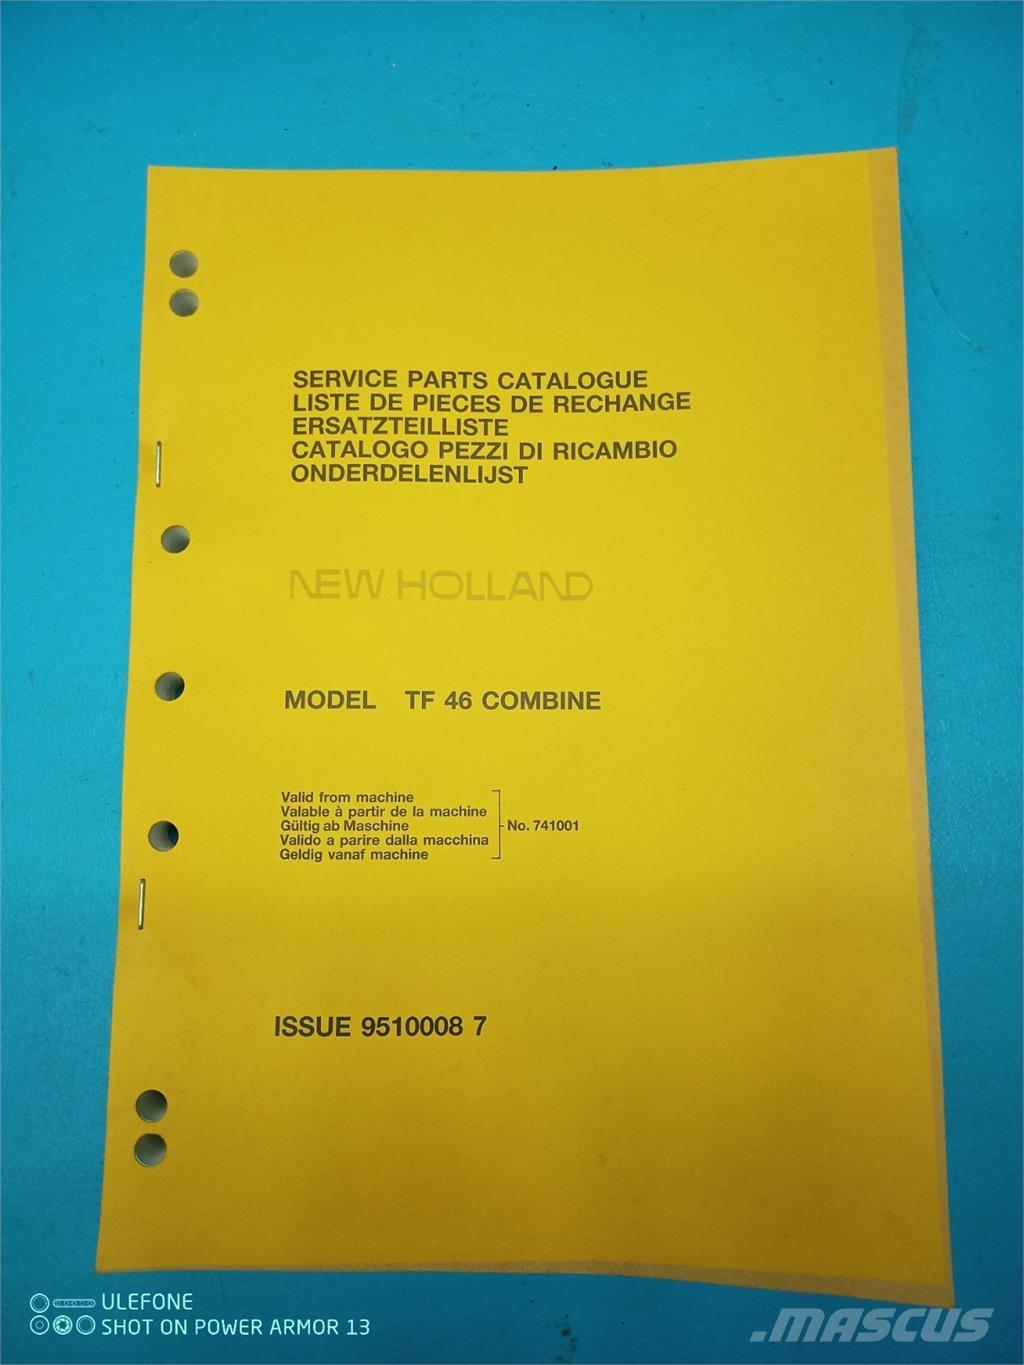 SERVICE PARTS CATALOGUE
LISTE DE PIECES DE RECHANGE
ERSATZTEILLISTE
CATALOGO PEZZI DI RICAMBIO
ONDERDELENLIJST
NEW HOLLAND
MODEL TF 46 COMBINE
Valid from machine
Valable à partir de la machine
Gültig ab Maschine
Valido a parire dalla macchina
Geldig vanaf machine
No. 741001
ISSUE 9510008 7
ULEFONE
SHOT ON POWER ARMOR 13
.MASCUS